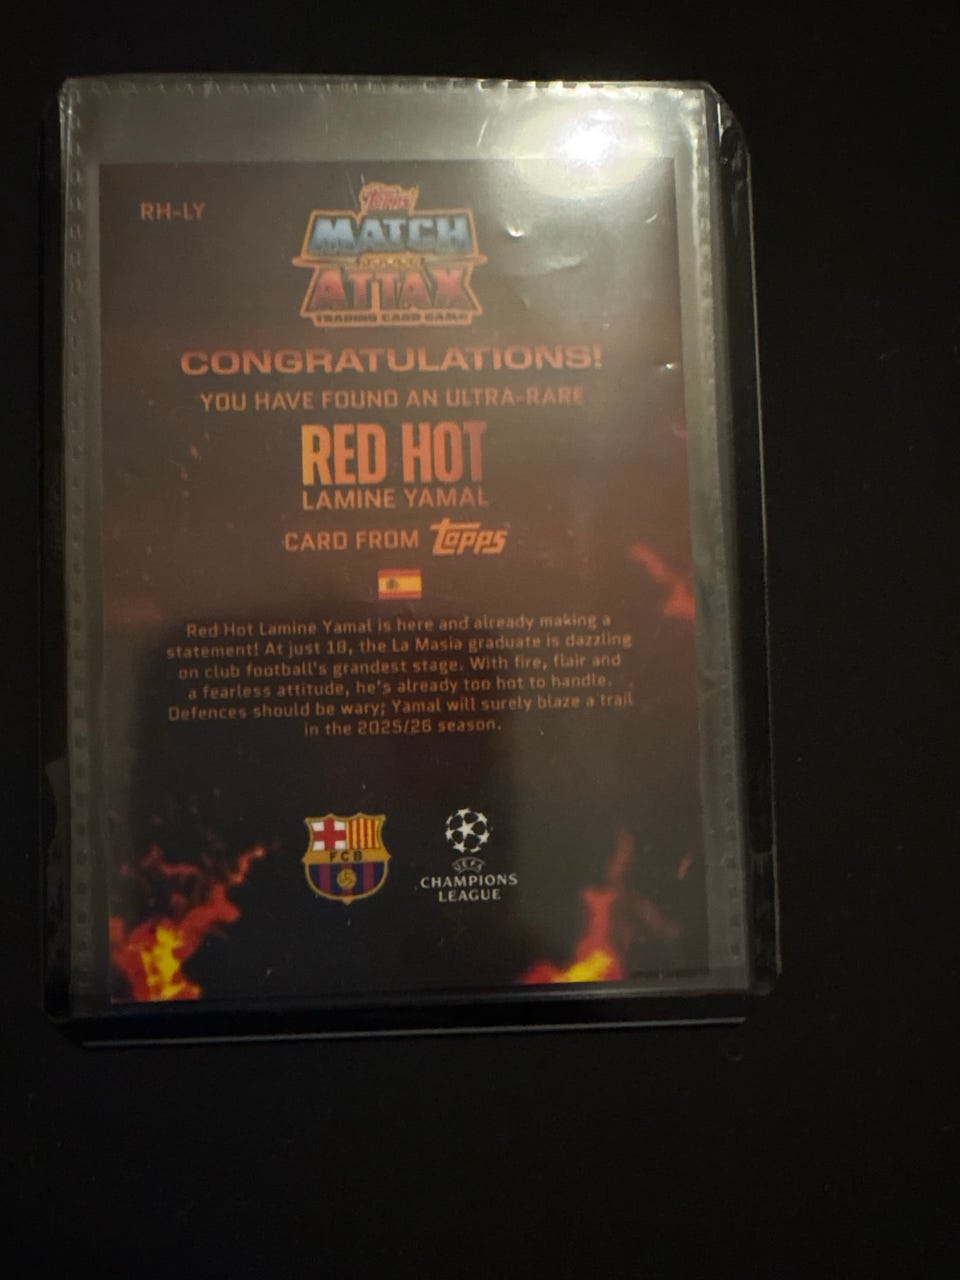 RH-LY
Topps
MATCH
ATTAX
TRADING CARD GAME
CONGRATULATIONS!
YOU HAVE FOUND AN ULTRA-RARE
RED HOT
LAMINE YAMAL
CARD FROM Topps
Red Hot Lamine Yamal is here and already making a
statement! At just 18, the La Masia graduate is dazzling
on club football's grandest stage. With fire, flair and
a fearless attitude, he's already too hot to handle.
Defences should be wary; Yamal will surely blaze a trail
in the 2025/26 season.
FCB
UEFA
CHAMPIONS
LEAGUE